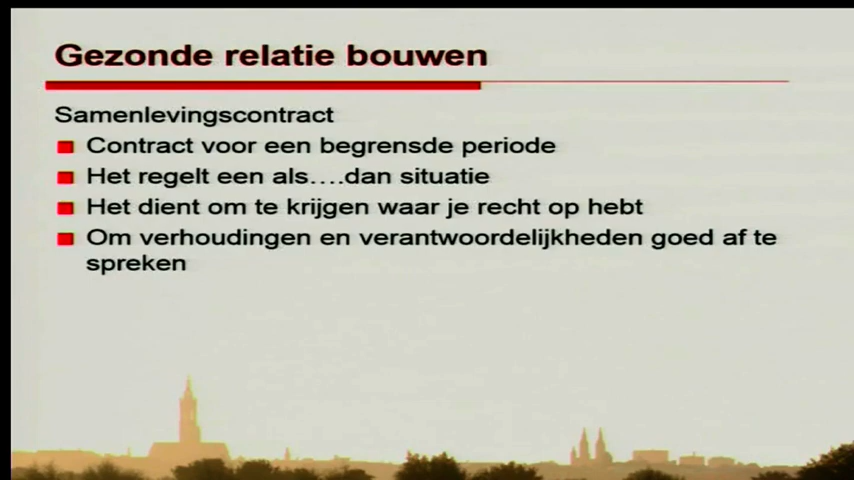 Gezonde relatie bouwen
Samenlevingscontract
Contract voor een begrensde periode
Het regelt een als....dan situatie
Het dient om te krijgen waar je recht op hebt
Om verhoudingen en verantwoordelijkheden goed af te
spreken